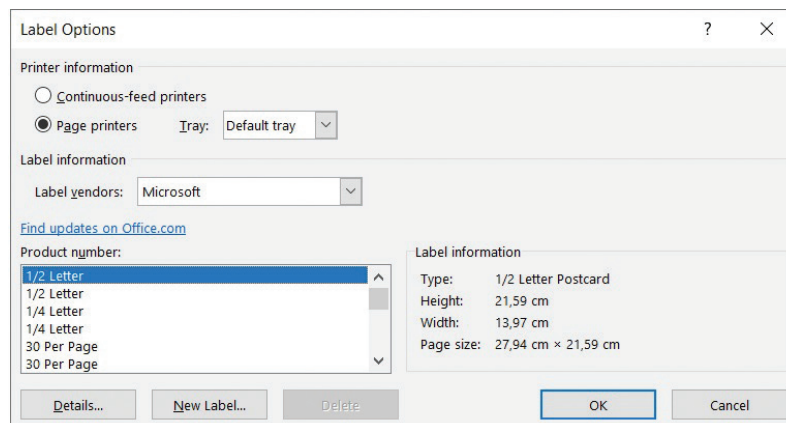 Label Options
Printer information
Continuous-feed printers
Page printers Tray: Default tray
Label information
Label vendors: Microsoft
Find updates on Office.com
Product number:
1/2 Letter
1/2 Letter
1/4 Letter
1/4 Letter
30 Per Page
30 Per Page
Label information
Type: 1/2 Letter Postcard
Height: 21,59 cm
Width: 13,97 cm
Page size: 27,94 cm × 21,59 cm
Details... New Label... Delete OK Cancel